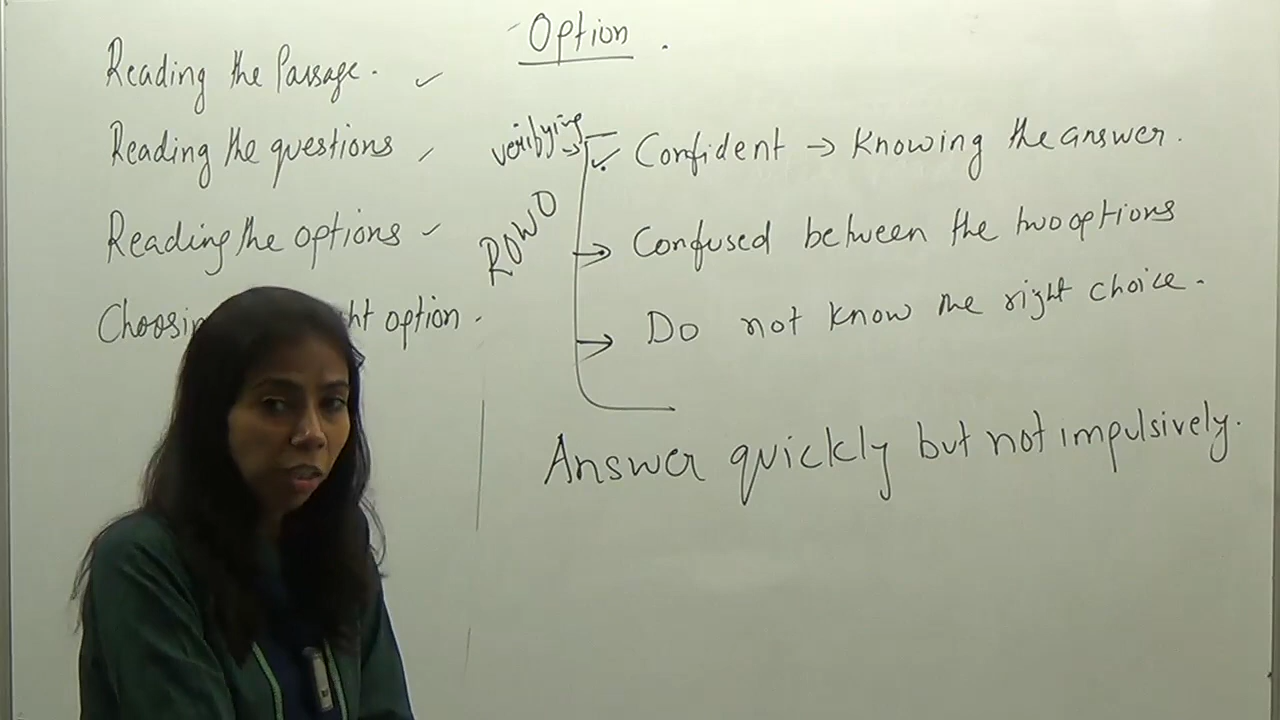 Reading the Passage.
Reading the questions
Reading the options
Choosin ht option.
Option.
verifying
Confident → Knowing the answer.
ROWO
Confused between the two options
Do not know the right choice.
Answer quickly but not impulsively.